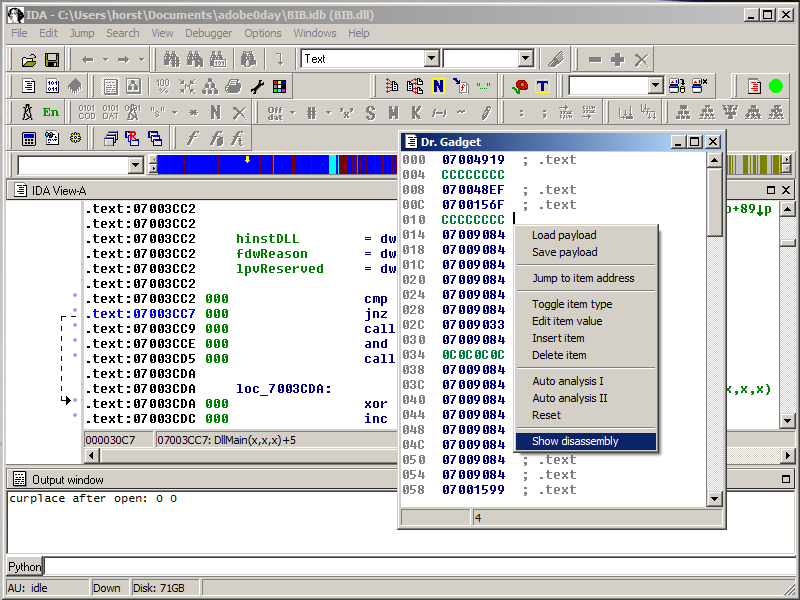 IDA - C:\Users\horst\Documents\adobe0day\BIB.idb (BIB.dll)
File Edit Jump Search View Debugger Options Windows Help
Text
En
IDA View-A
.text:07003CC2
.text:07003CC2
.text:07003CC2 hinstDLL = dw
.text:07003CC2 fdwReason = dw
.text:07003CC2 lpvReserved = dw
.text:07003CC2
.text:07003CC2 000 cmp
.text:07003CC7 000 jnz
.text:07003CC9 000 call
.text:07003CCE 000 and
.text:07003CD5 000 call
.text:07003CDA
.text:07003CDA loc_7003CDA:
.text:07003CDA 000 xor
.text:07003CDC 000 inc
p+89↓p
x,x,x)
000030C7 07003CC7: DllMain(x,x,x)+5
Dr. Gadget
000 07004919 ; .text
004 CCCCCCCC
008 070048EF ; .text
00C 0700156F ; .text
010 CCCCCCCC
014 07009084
018 07009084
01C 07009084
020 07009084
024 07009084
028 07009084
02C 07009033
030 07009084
034 0C0C0C0C
038 07009084
03C 07009084
040 07009084
044 07009084
048 07009084
04C 07009084
050 07009084 ; .text
054 07009084 ; .text
058 07001599 ; .text
4
Load payload
Save payload
Jump to item address
Toggle item type
Edit item value
Insert item
Delete item
Auto analysis I
Auto analysis II
Reset
Show disassembly
Output window
curplace after open: 0 0
Python
AU: idle Down Disk: 71GB